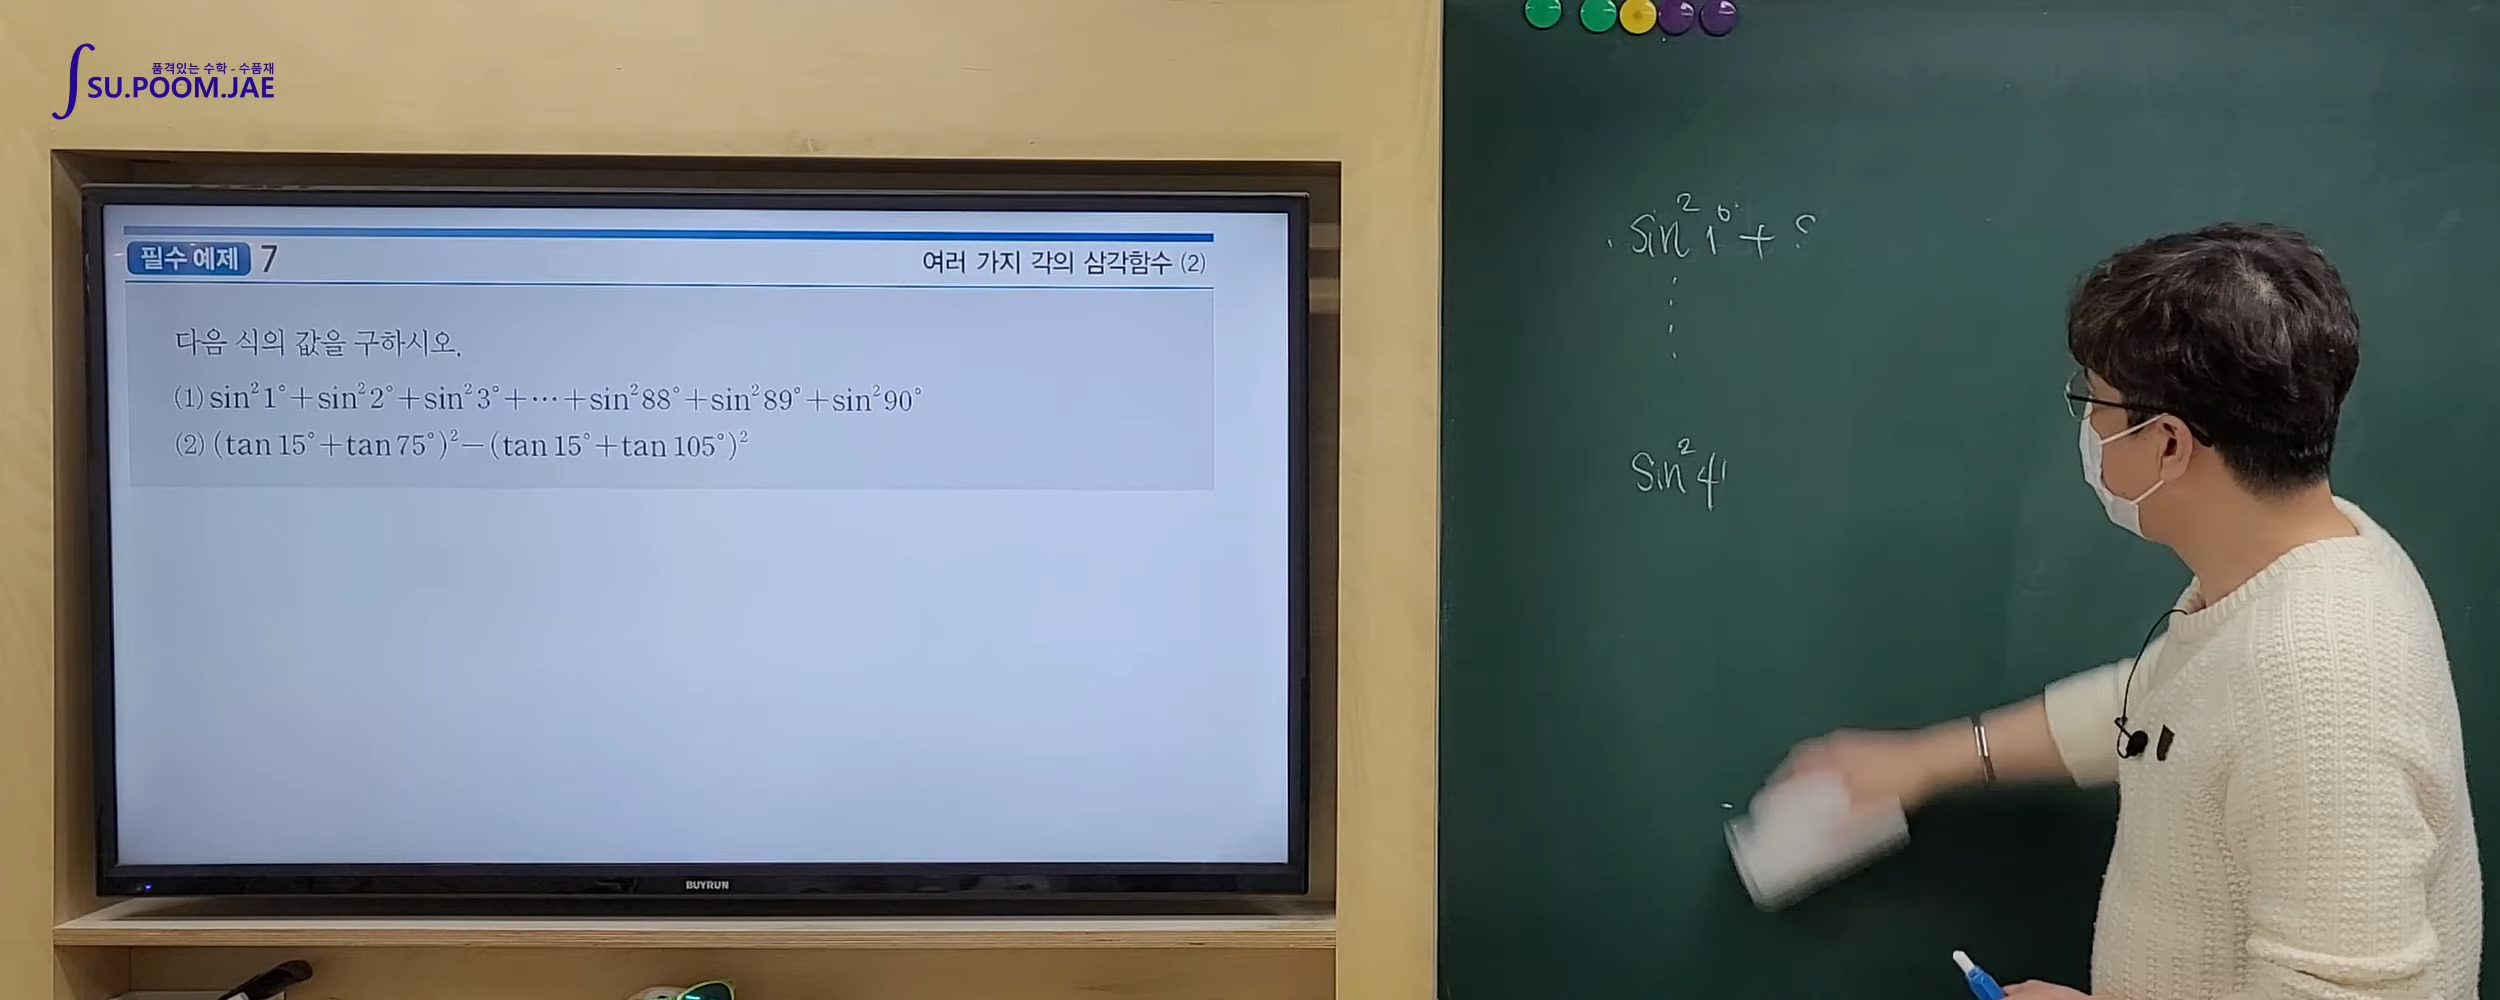 품격있는 수학 - 수품재
SU.POOM.JAE
필수 예제 7
여러 가지 각의 삼각함수 (2)
다음 식의 값을 구하시오.
(1) sin²1°+sin²2°+sin²3°+⋯+sin²88°+sin²89°+sin²90°
(2) (tan 15°+tan 75°)²−(tan 15°+tan 105°)²
BUYRUN
sin²1°+
sin²4